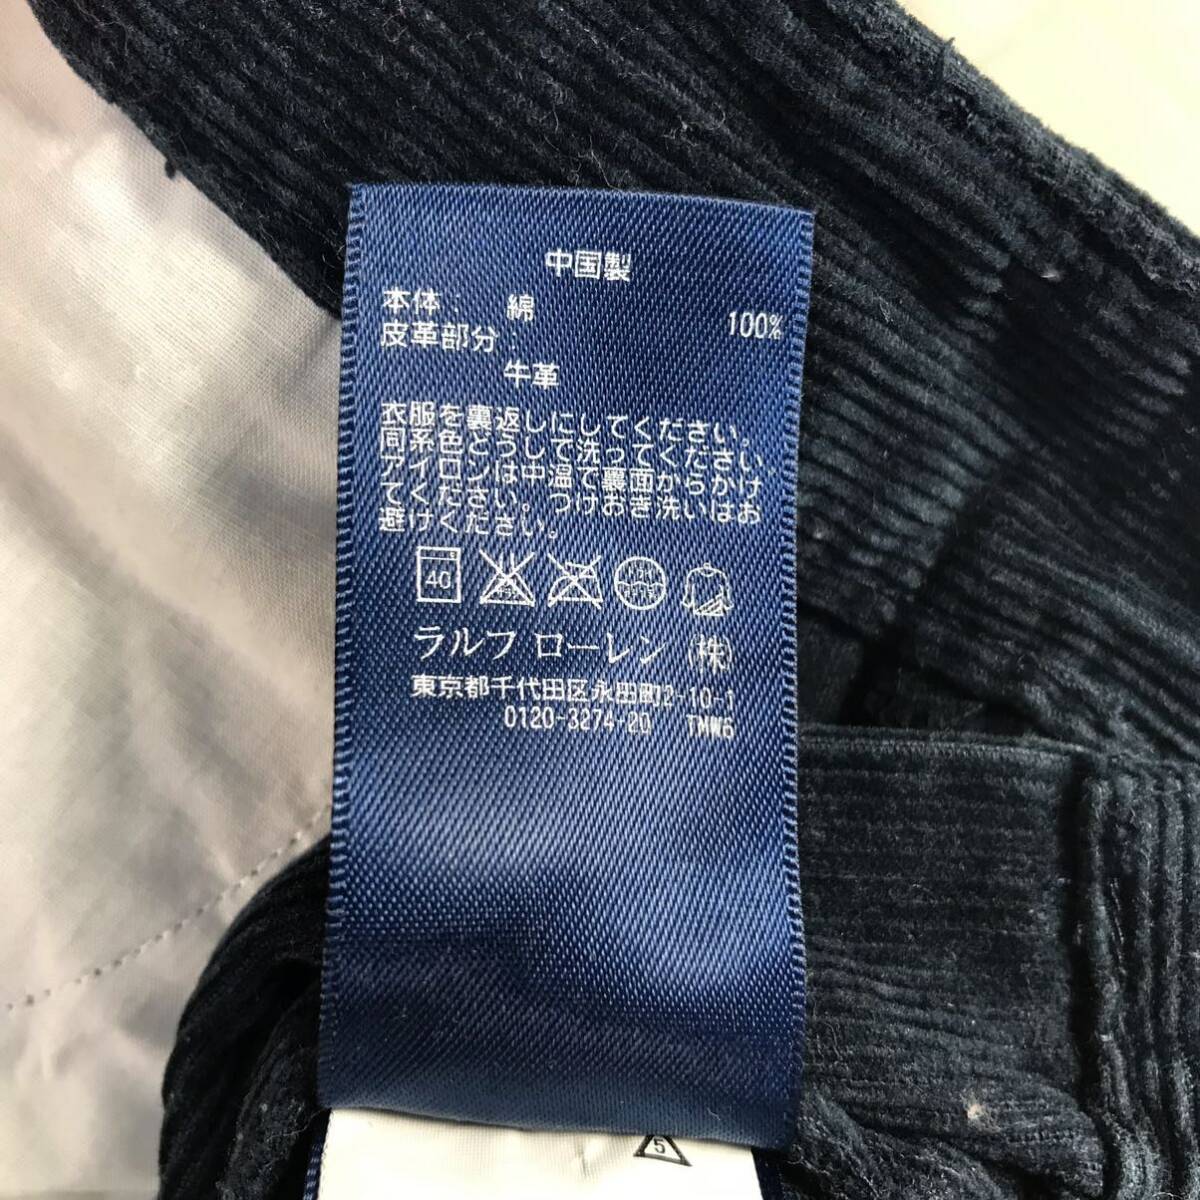 中国製
本体： 綿 100%
皮革部分
牛革
衣服を裏返しにしてください。
同系色どうしで洗ってください。
アイロンは中温で裏面からかけ
てください。つけおき洗いはお
避けください。
40
ラルフ ローレン (株)
東京都千代田区永田町2-10-1
0120-3274-20 TMW6
5